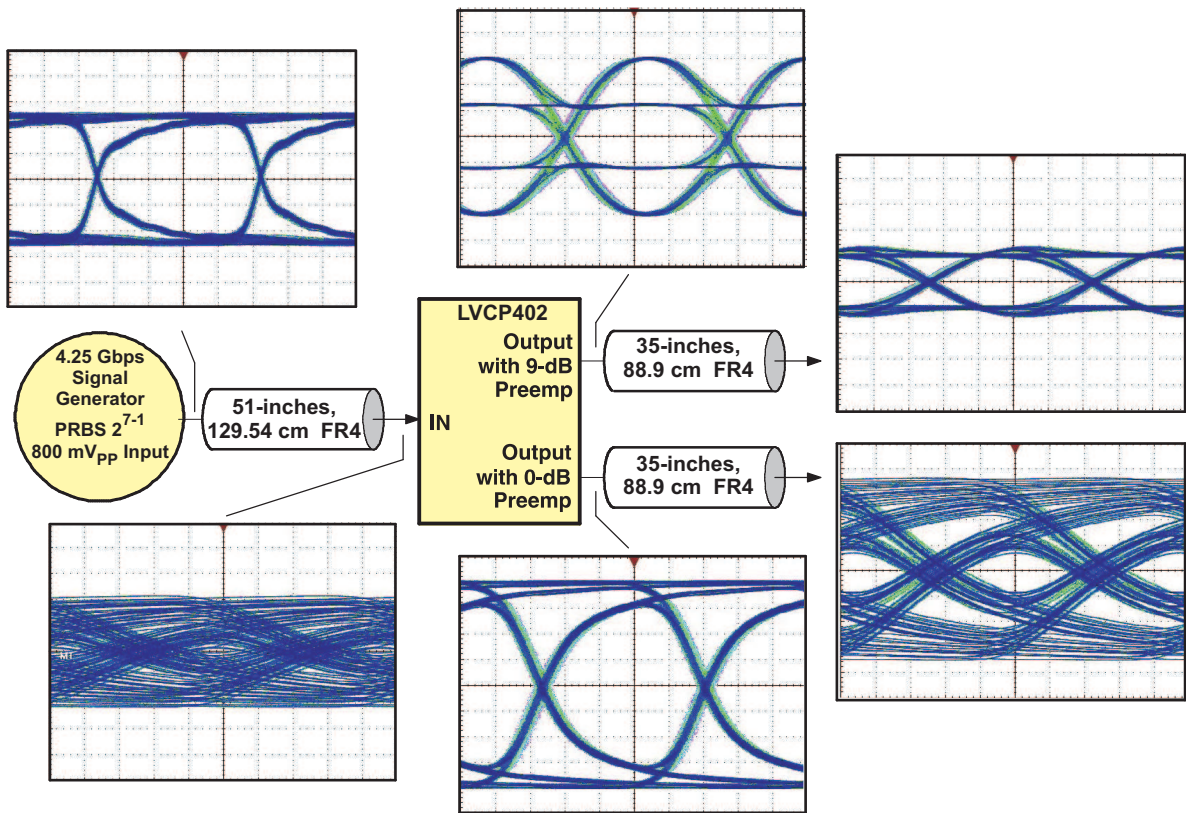 4.25 Gbps
Signal
Generator
PRBS 2^7-1
800 mVPP Input
51-inches,
129.54 cm FR4
LVCP402
Output
with 9-dB
Preemp
IN
Output
with 0-dB
Preemp
35-inches,
88.9 cm FR4
35-inches,
88.9 cm FR4
MT